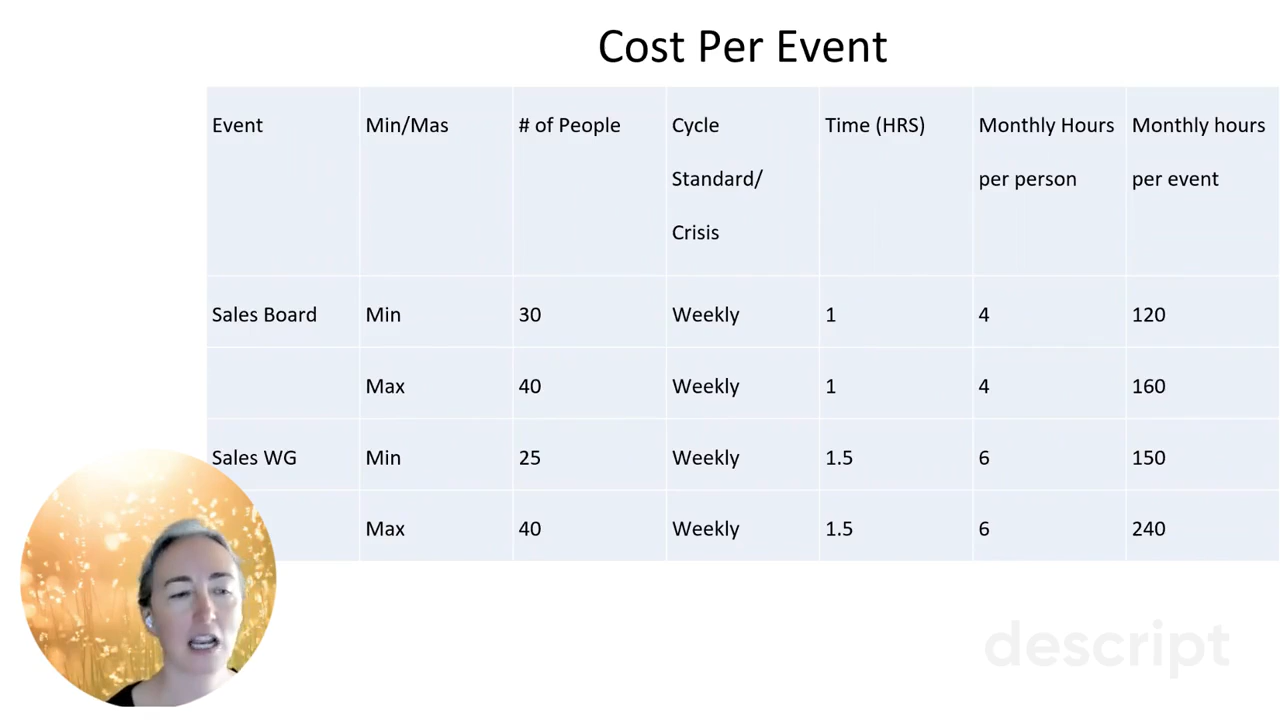 Cost Per Event
Event Min/Mas # of People Cycle Time (HRS) Monthly Hours Monthly hours
Standard/ per person per event
Crisis
Sales Board Min 30 Weekly 1 4 120
Max 40 Weekly 1 4 160
Sales WG Min 25 Weekly 1.5 6 150
Max 40 Weekly 1.5 6 240
descript